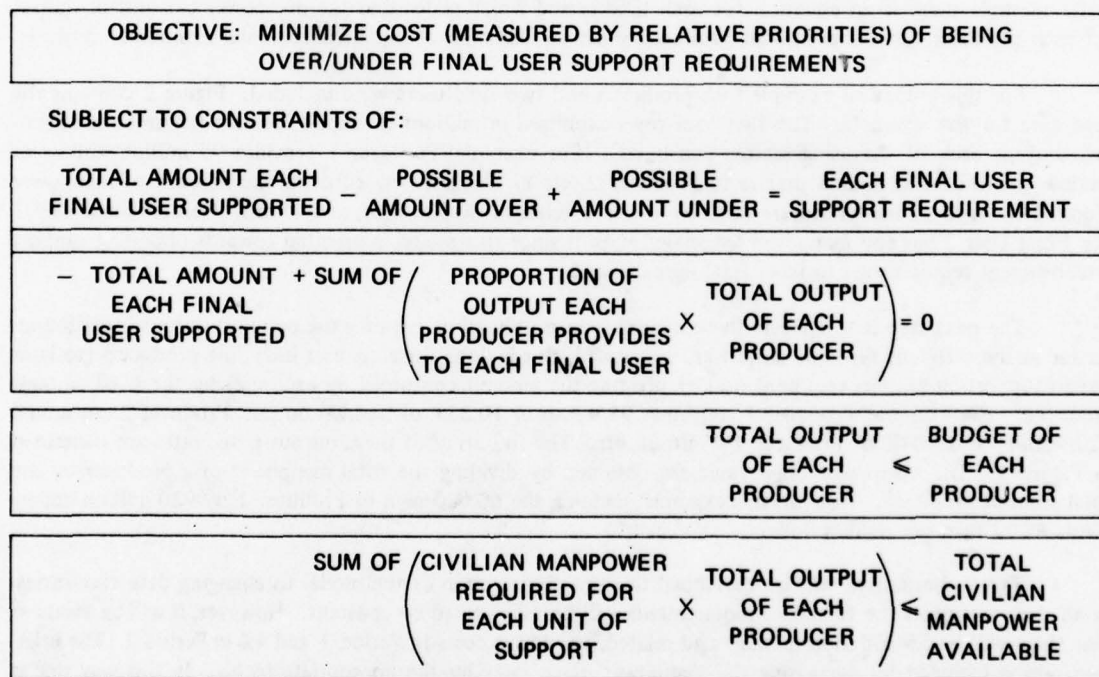 OBJECTIVE: MINIMIZE COST (MEASURED BY RELATIVE PRIORITIES) OF BEING
OVER/UNDER FINAL USER SUPPORT REQUIREMENTS
SUBJECT TO CONSTRAINTS OF:
TOTAL AMOUNT EACH POSSIBLE POSSIBLE EACH FINAL USER
FINAL USER SUPPORTED AMOUNT OVER + AMOUNT UNDER = SUPPORT REQUIREMENT
− TOTAL AMOUNT + SUM OF ( PROPORTION OF
EACH FINAL OUTPUT EACH TOTAL OUTPUT
USER SUPPORTED PRODUCER PROVIDES X OF EACH ) = 0
TO EACH FINAL USER PRODUCER
TOTAL OUTPUT BUDGET OF
OF EACH ⩽ EACH
PRODUCER PRODUCER
SUM OF ( CIVILIAN MANPOWER TOTAL OUTPUT ) TOTAL
REQUIRED FOR X OF EACH ⩽ CIVILIAN
EACH UNIT OF PRODUCER MANPOWER
SUPPORT AVAILABLE